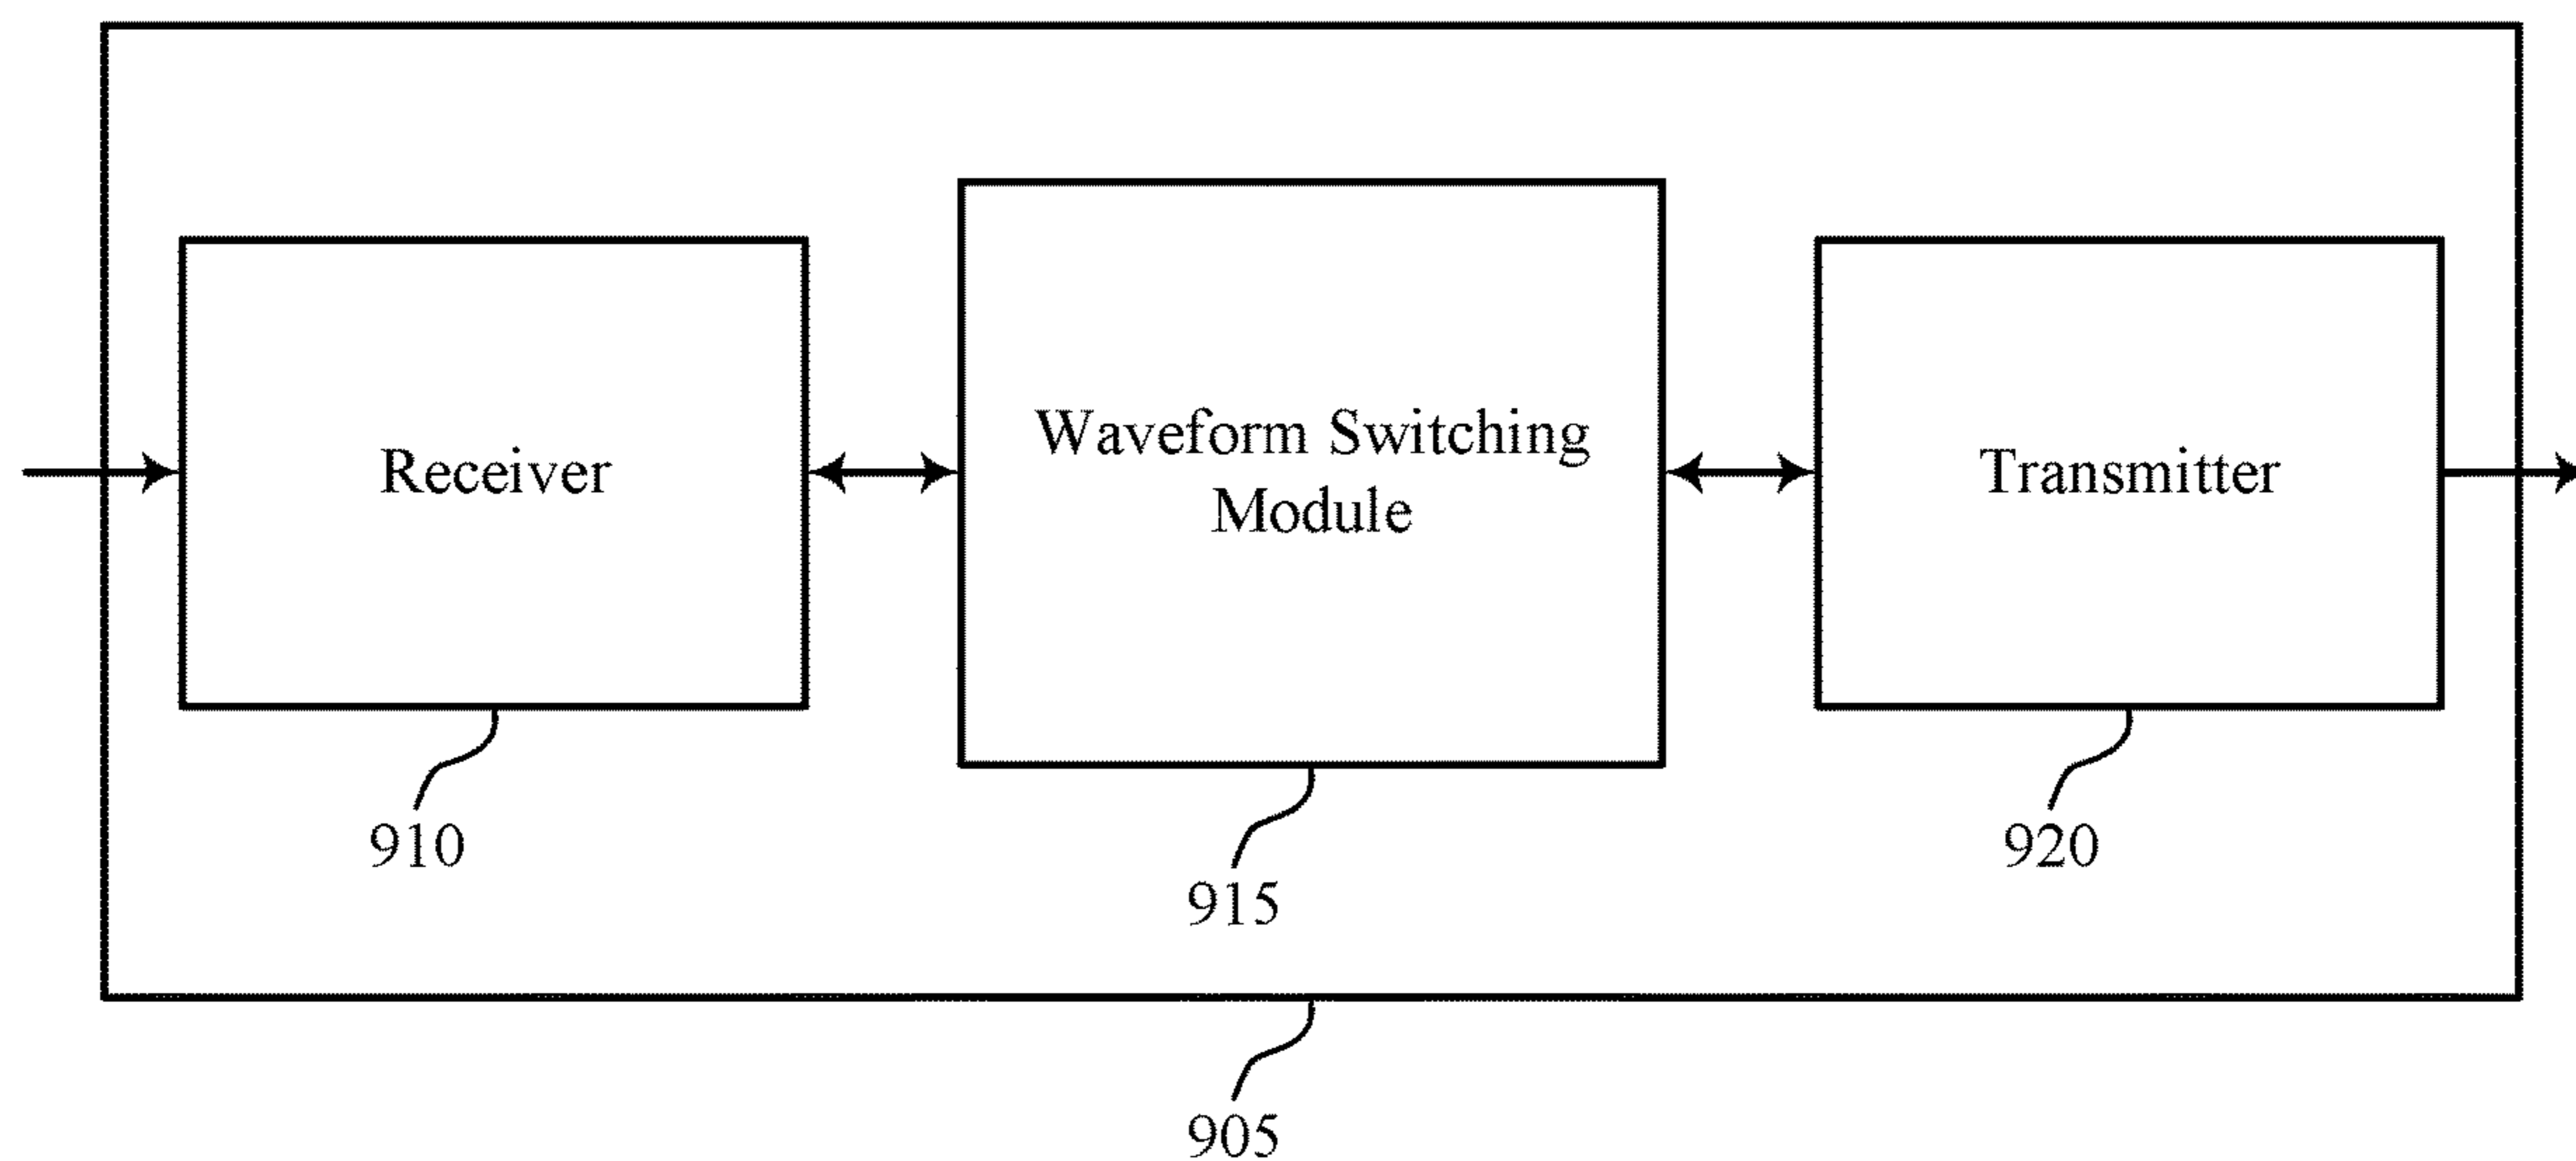 Receiver
Waveform Switching
Module
Transmitter
910
915
920
905